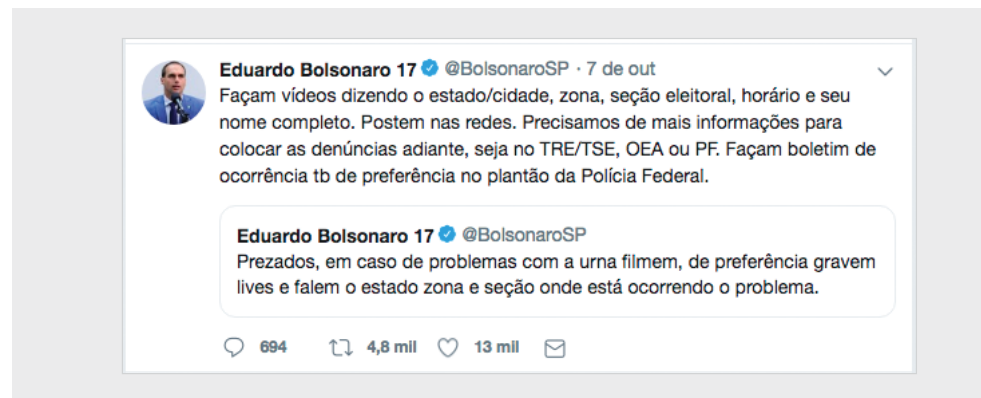 Eduardo Bolsonaro 17 @BolsonaroSP · 7 de out
Façam vídeos dizendo o estado/cidade, zona, seção eleitoral, horário e seu
nome completo. Postem nas redes. Precisamos de mais informações para
colocar as denúncias adiante, seja no TRE/TSE, OEA ou PF. Façam boletim de
ocorrência tb de preferência no plantão da Polícia Federal.
Eduardo Bolsonaro 17 @BolsonaroSP
Prezados, em caso de problemas com a urna filmem, de preferência gravem
lives e falem o estado zona e seção onde está ocorrendo o problema.
694 4,8 mil 13 mil